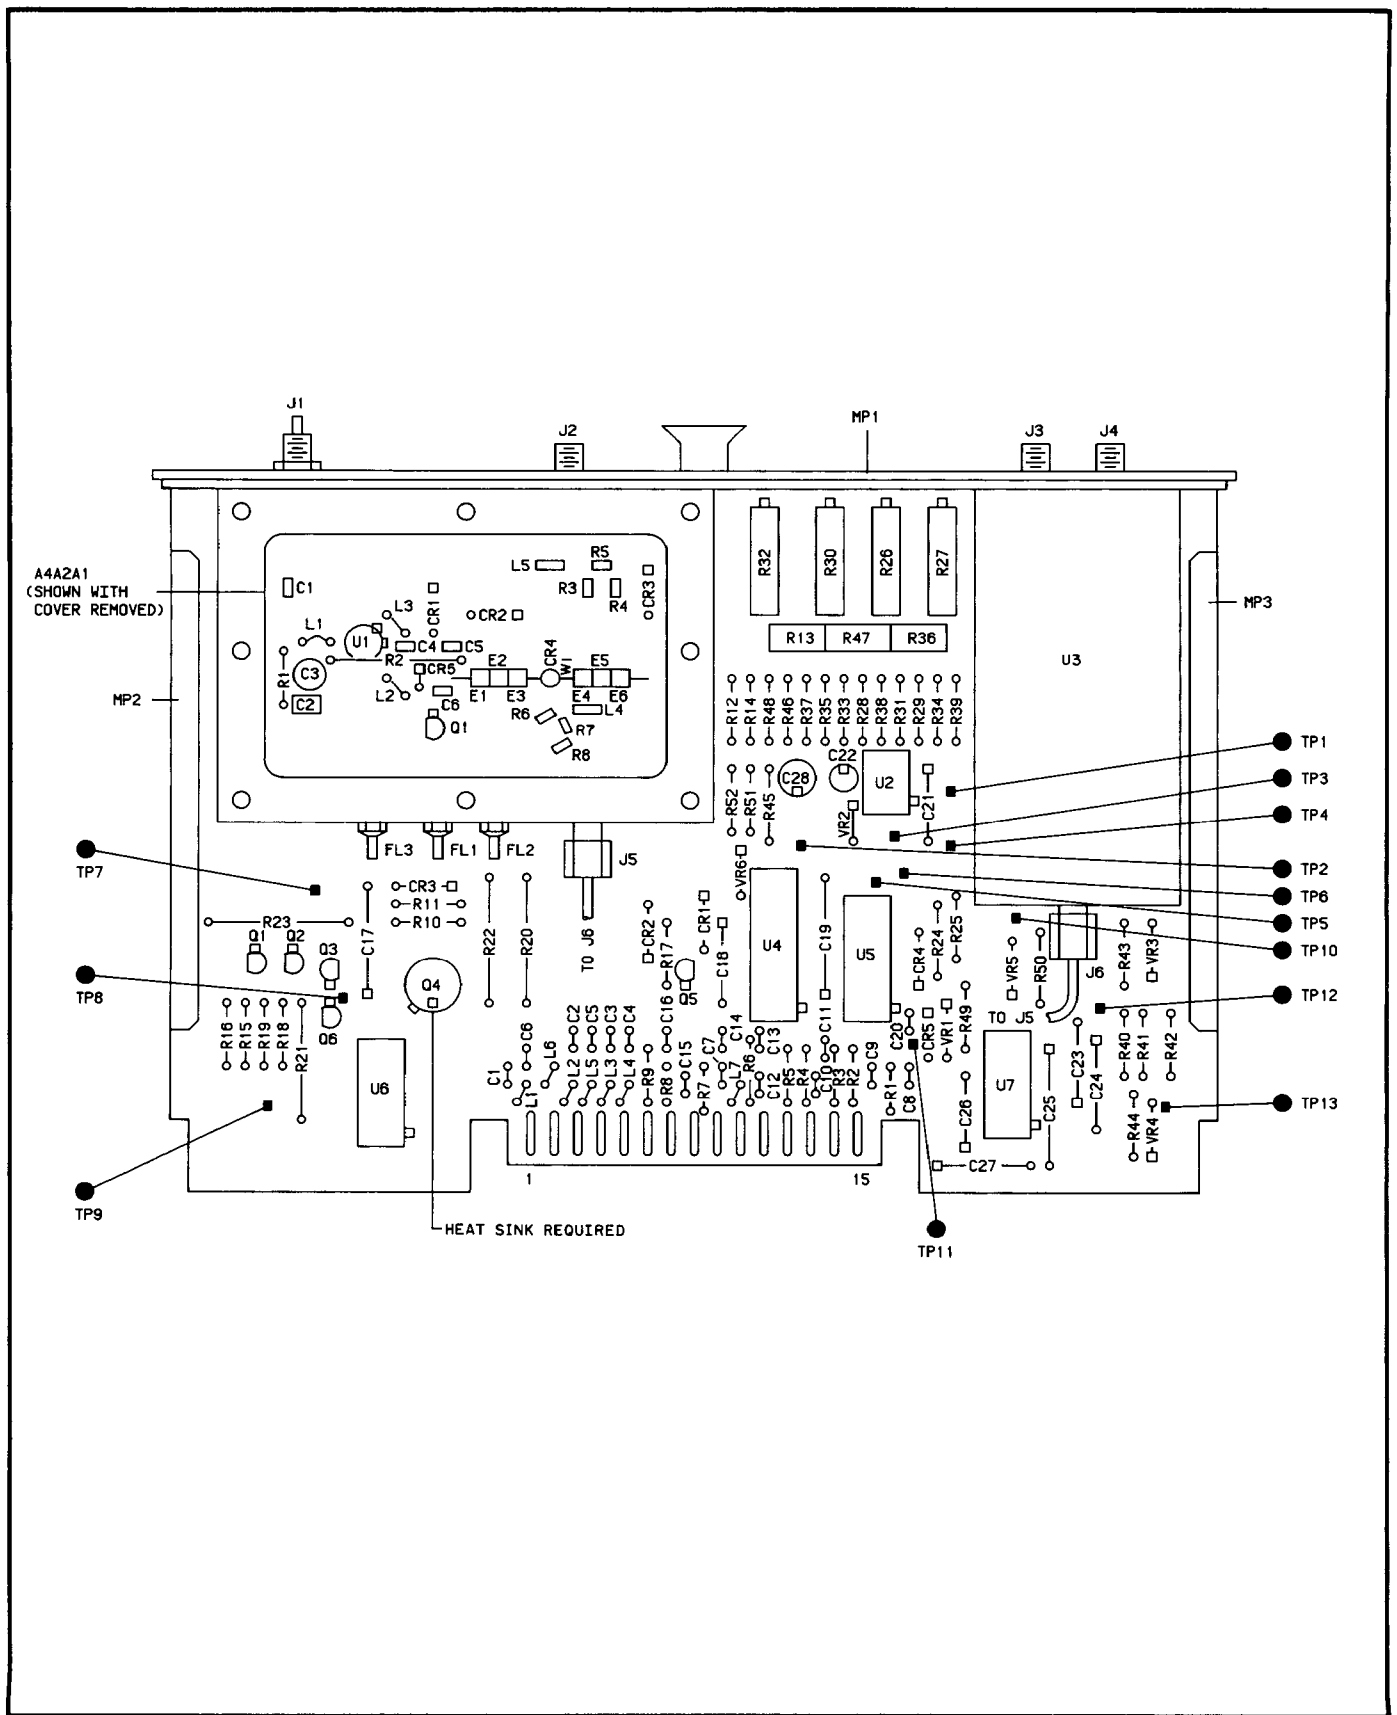 J1
J2
MP1
J3
J4
A4A2A1
(SHOWN WITH
COVER REMOVED)
C1
L5
R5
R3
R4
CR3
CR1
L3
CR2
L1
U1
C4
C5
R2
CR5
C3
R1
L2
C6
C2
Q1
E2
E1
E3
CR4
W1
E5
E4
E6
L4
R6
R7
R8
R32
R30
R26
R27
R13
R47
R36
U3
MP3
MP2
R12
R14
R48
R46
R37
R35
R33
R28
R38
R31
R29
R34
R39
TP1
TP3
TP4
TP2
TP6
TP5
TP10
TP12
TP13
R52
R51
R45
C28
C22
U2
C21
VR2
VR6
FL3
FL1
FL2
J5
TP7
CR3
R11
R10
R23
C17
R22
R20
TO J6
CR2
R17
CR1
C18
U4
C19
U5
CR4
R24
R25
VR5
R50
J6
R43
VR3
Q1
Q2
Q3
TP8
Q6
Q4
Q5
TO J5
R16
R15
R19
R18
R21
U6
C1
C6
L1
L6
C2
C5
C3
C4
L2
L5
L3
L4
R9
C16
R8
C15
C7
R7
C14
L7
R6
C13
C12
R5
R4
C11
C10
R3
R2
C9
C20
R1
C8
CR5
VR1
R49
C26
U7
C25
C23
C24
R40
R41
R42
R44
VR4
C27
TP9
1
15
HEAT SINK REQUIRED
TP11